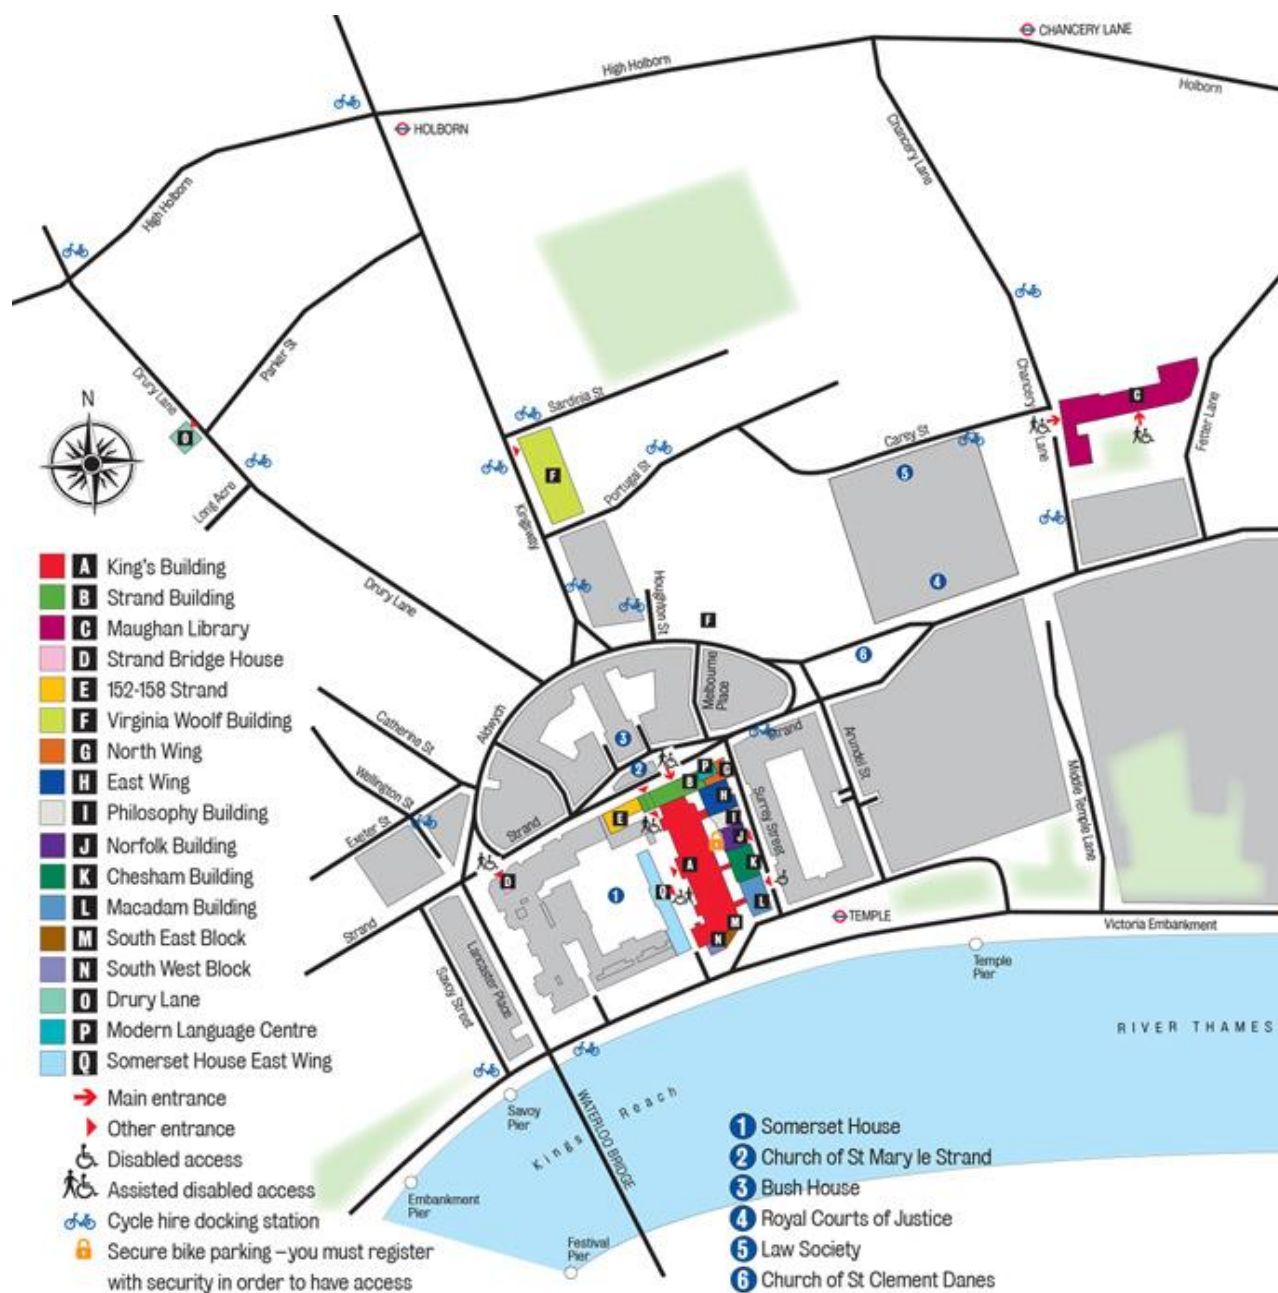 CHANCERY LANE
High Holborn
Holborn
HOLBORN
Chancery Lane
High Holborn
Parker St
Drury Lane
N
O
Long Acre
Sardinia St
Chancery
Lane
C
Carey St
Fetter Lane
F
Portugal St
Kingsway
5
4
Drury Lane
Houghton St
F
6
Melbourne
Place
Aldwych
3
Strand
Arundel St
Catherine St
2
P
G
B
H
Wellington St
E
I
Surrey Street
J
Middle Temple Lane
Exeter St
Strand
A
K
D
1
Q
L
M
N
TEMPLE
Victoria Embankment
Strand
Lancaster Place
Savoy Street
Temple
Pier
RIVER THAMES
Savoy
Pier
Kings Reach
WATERLOO BRIDGE
Embankment
Pier
Festival
Pier
A King's Building
B Strand Building
C Maughan Library
D Strand Bridge House
E 152-158 Strand
F Virginia Woolf Building
G North Wing
H East Wing
I Philosophy Building
J Norfolk Building
K Chesham Building
L Macadam Building
M South East Block
N South West Block
O Drury Lane
P Modern Language Centre
Q Somerset House East Wing
Main entrance
Other entrance
Disabled access
Assisted disabled access
Cycle hire docking station
Secure bike parking – you must register
with security in order to have access
1 Somerset House
2 Church of St Mary le Strand
3 Bush House
4 Royal Courts of Justice
5 Law Society
6 Church of St Clement Danes